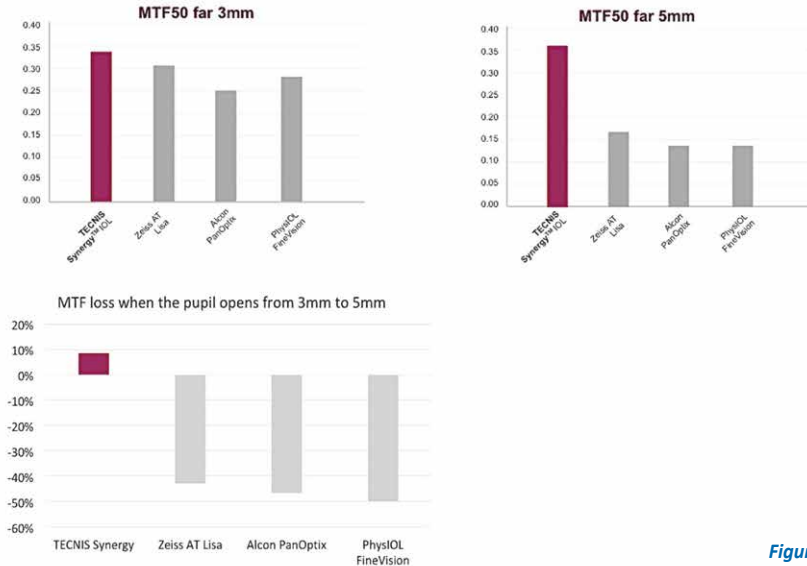 MTF50 far 3mm
0.40
0.35
0.30
0.25
0.20
0.15
0.10
0.05
0.00
TECNIS
Synergy™ IOL
Zeiss AT
Lisa
Alcon
PanOptix
PhysIOL
FineVision
MTF50 far 5mm
0.40
0.35
0.30
0.25
0.20
0.15
0.10
0.05
0.00
TECNIS
Synergy™ IOL
Zeiss AT
Lisa
Alcon
PanOptix
PhysIOL
FineVision
MTF loss when the pupil opens from 3mm to 5mm
20%
10%
0%
-10%
-20%
-30%
-40%
-50%
-60%
TECNIS Synergy
Zeiss AT Lisa
Alcon PanOptix
PhysIOL
FineVision
Figur